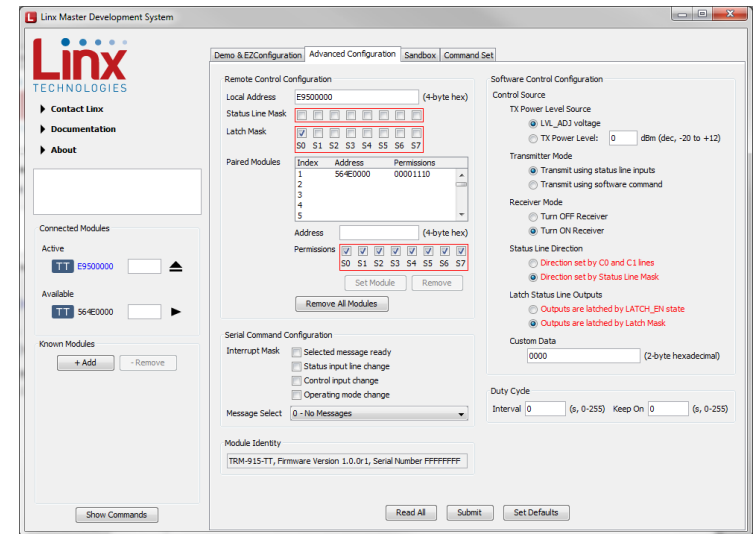 Linx Master Development System
Linx
TECHNOLOGIES
Contact Linx
Documentation
About
Connected Modules
Active
TT E9500000
Available
TT 564E0000
Known Modules
+ Add - Remove
Show Commands
Demo & EZConfiguration Advanced Configuration Sandbox Command Set
Remote Control Configuration
Local Address E9500000 (4-byte hex)
Status Line Mask
Latch Mask
S0 S1 S2 S3 S4 S5 S6 S7
Paired Modules Index Address Permissions
1 564E0000 00001110
2
3
4
5
Address (4-byte hex)
Permissions
S0 S1 S2 S3 S4 S5 S6 S7
Set Module Remove
Remove All Modules
Serial Command Configuration
Interrupt Mask Selected message ready
Status input line change
Control input change
Operating mode change
Message Select 0 - No Messages
Module Identity
TRM-915-TT, Firmware Version 1.0.0r1, Serial Number FFFFFFFF
Software Control Configuration
Control Source
TX Power Level Source
LVL_ADJ voltage
TX Power Level: 0 dBm (dec, -20 to +12)
Transmitter Mode
Transmit using status line inputs
Transmit using software command
Receiver Mode
Turn OFF Receiver
Turn ON Receiver
Status Line Direction
Direction set by C0 and C1 lines
Direction set by Status Line Mask
Latch Status Line Outputs
Outputs are latched by LATCH_EN state
Outputs are latched by Latch Mask
Custom Data
0000 (2-byte hexadecimal)
Duty Cycle
Interval 0 (s, 0-255) Keep On 0 (s, 0-255)
Read All Submit Set Defaults